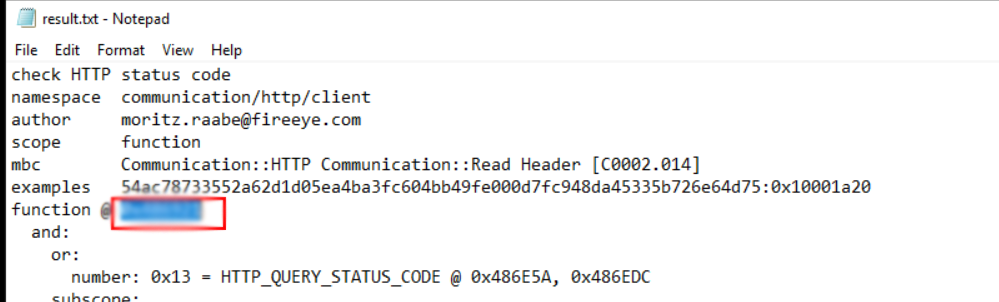 result.txt - Notepad
File Edit Format View Help
check HTTP status code
namespace communication/http/client
author moritz.raabe@fireeye.com
scope function
mbc Communication::HTTP Communication::Read Header [C0002.014]
examples 54ac78733552a62d1d05ea4ba3fc604bb49fe000d7fc948da45335b726e64d75:0x10001a20
function @
and:
or:
number: 0x13 = HTTP_QUERY_STATUS_CODE @ 0x486E5A, 0x486EDC
subscope: